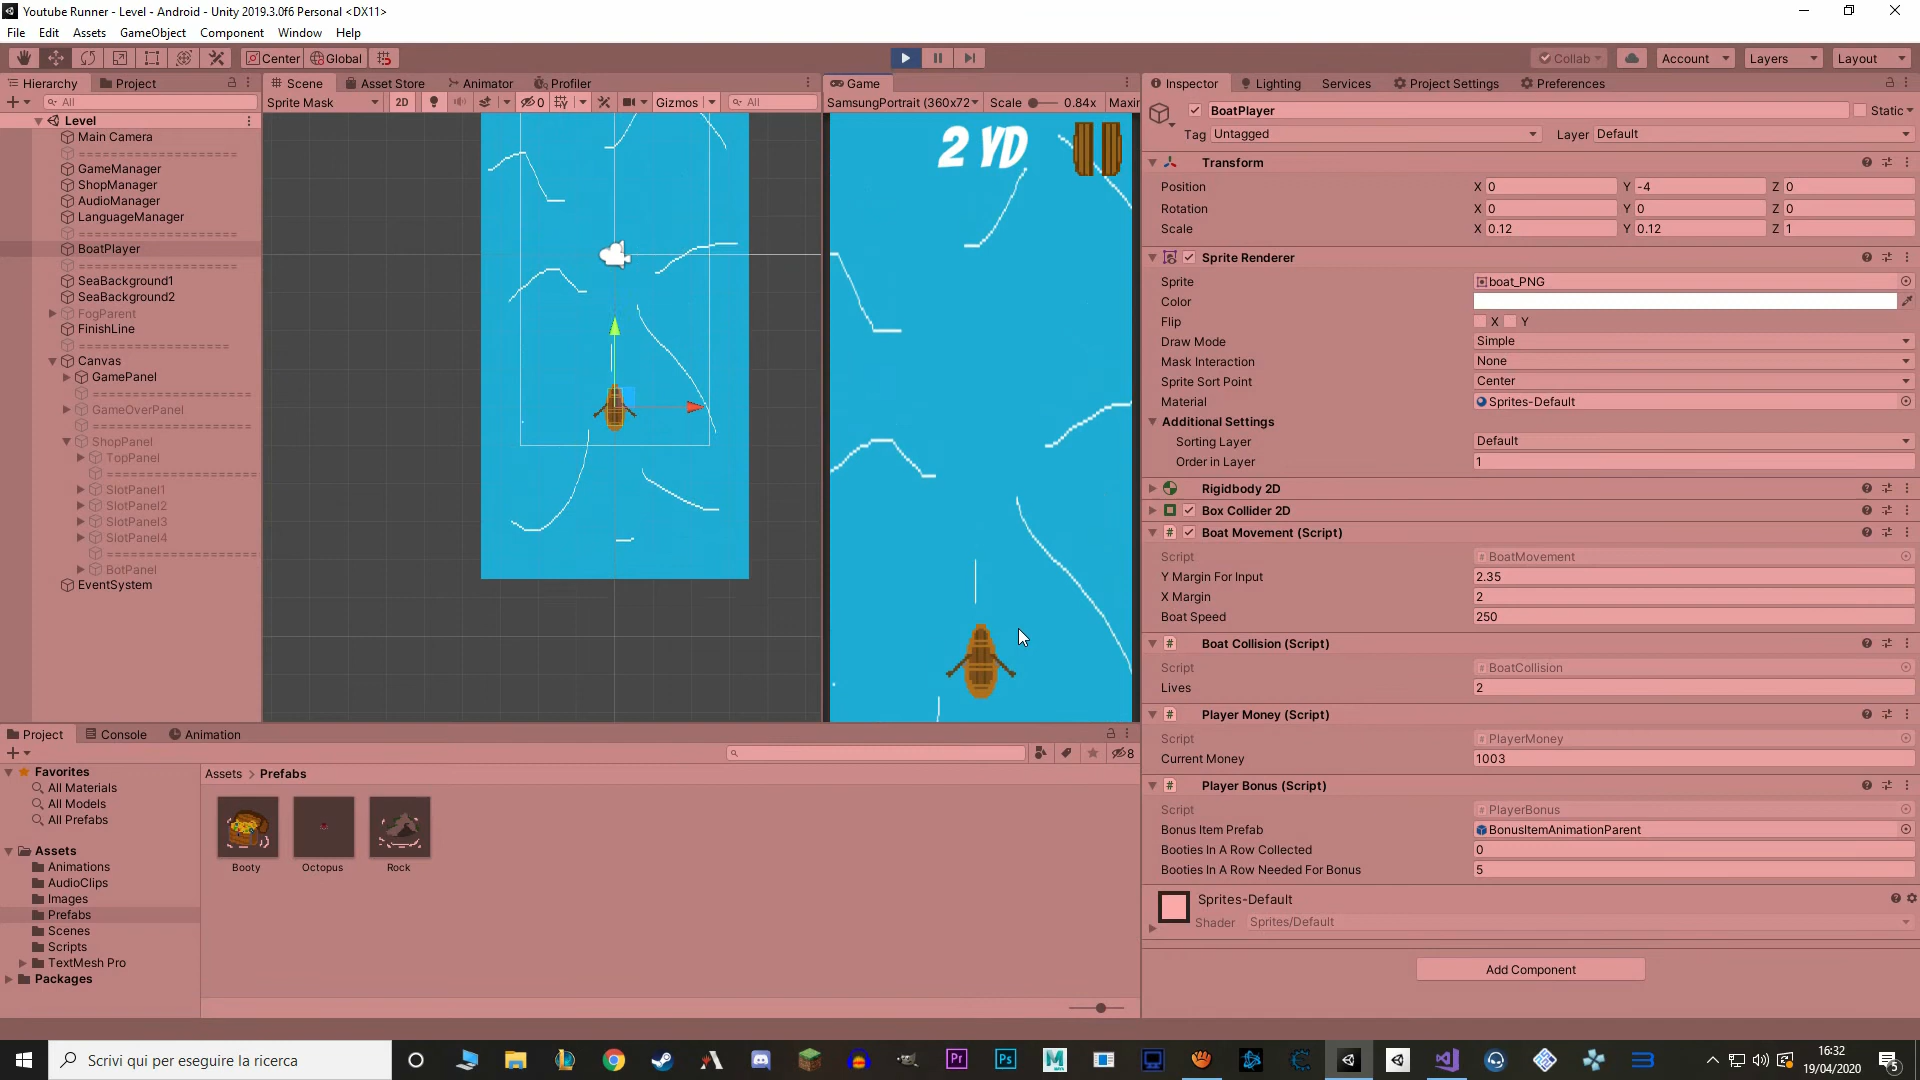 Youtube Runner - Level - Android - Unity 2019.3.0f6 Personal <DX11>
File Edit Assets GameObject Component Window Help
Center Global Collab Account Layers Layout
Hierarchy Project
All
Level
Main Camera
====================
GameManager
ShopManager
AudioManager
LanguageManager
====================
BoatPlayer
====================
SeaBackground1
SeaBackground2
FogParent
FinishLine
===================
Canvas
GamePanel
====================
GameOverPanel
====================
ShopPanel
TopPanel
===================
SlotPanel1
SlotPanel2
SlotPanel3
SlotPanel4
===================
BotPanel
EventSystem
Scene Asset Store Animator Profiler
Sprite Mask 2D 0 Gizmos All
Game
SamsungPortrait (360x72 Scale 0.84x Maxir
2 YD
Inspector Lighting Services Project Settings Preferences
BoatPlayer Static
Tag Untagged Layer Default
Transform
Position X 0 Y -4 Z 0
Rotation X 0 Y 0 Z 0
Scale X 0.12 Y 0.12 Z 1
Sprite Renderer
Sprite boat_PNG
Color
Flip X Y
Draw Mode Simple
Mask Interaction None
Sprite Sort Point Center
Material Sprites-Default
Additional Settings
Sorting Layer Default
Order in Layer 1
Rigidbody 2D
Box Collider 2D
# Boat Movement (Script)
Script # BoatMovement
Y Margin For Input 2.35
X Margin 2
Boat Speed 250
# Boat Collision (Script)
Script # BoatCollision
Lives 2
# Player Money (Script)
Script # PlayerMoney
Current Money 1003
# Player Bonus (Script)
Script # PlayerBonus
Bonus Item Prefab BonusItemAnimationParent
Booties In A Row Collected 0
Booties In A Row Needed For Bonus 5
Sprites-Default
Shader Sprites/Default
Add Component
Project Console Animation
8
Favorites
All Materials
All Models
All Prefabs
Assets
Animations
AudioClips
Images
Prefabs
Scenes
Scripts
TextMesh Pro
Packages
Assets > Prefabs
Booty Octopus Rock
Scrivi qui per eseguire la ricerca
Pr Ps M
16:32
19/04/2020
5